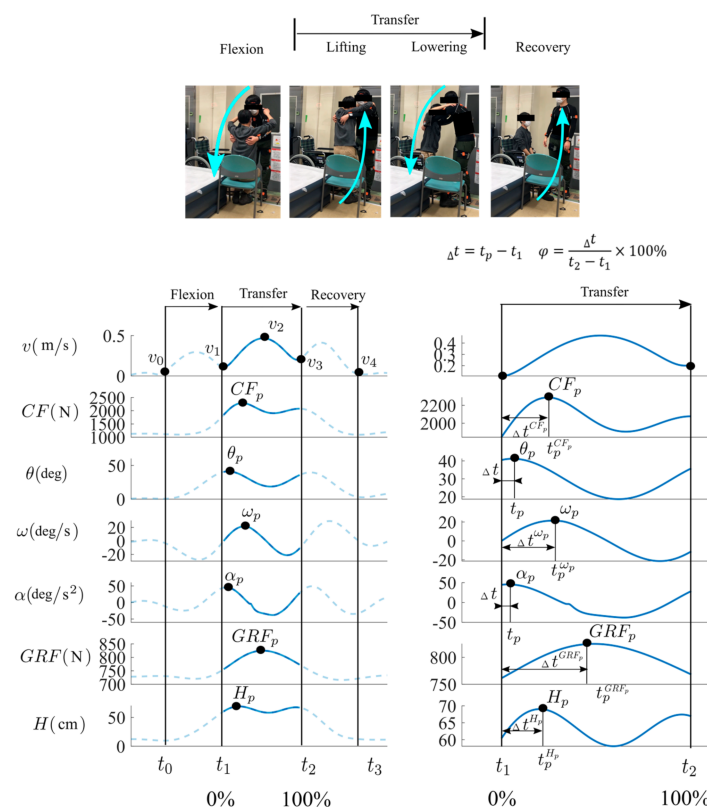 Transfer
Flexion Lifting Lowering Recovery
Δt = t_p − t_1 φ = Δt / (t_2 − t_1) × 100%
Flexion Transfer Recovery
v(m/s)
0.5
0
v_0 v_1 v_2 v_3 v_4
CF(N)
2500
2000
1500
1000
CF_p
θ(deg)
50
0
θ_p
ω(deg/s)
20
0
-20
ω_p
α(deg/s²)
50
0
-50
α_p
GRF(N)
850
800
750
700
GRF_p
H(cm)
50
0
H_p
t_0 t_1 t_2 t_3
0% 100%
Transfer
0.4
0.3
0.2
2200
2000
CF_p
Δt^{CF_p}
t_p^{CF_p}
40
30
20
θ_p
Δt
t_p
20
0
-20
ω_p
Δt^{ω_p}
t_p^{ω_p}
50
0
-50
α_p
Δt
t_p
800
750
GRF_p
Δt^{GRF_p}
t_p^{GRF_p}
70
65
60
H_p
Δt^{H_p}
t_p^{H_p}
t_1 t_2
0% 100%